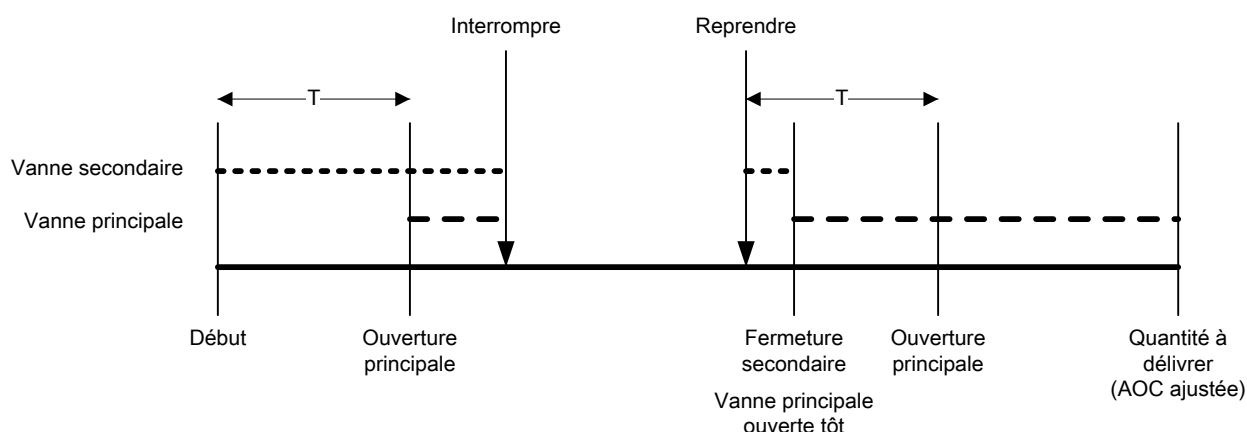 Interrompre
Reprendre
T
T
Vanne secondaire
Vanne principale
Début
Ouverture
principale
Fermeture
secondaire
Vanne principale
ouverte tôt
Ouverture
principale
Quantité à
délivrer
(AOC ajustée)